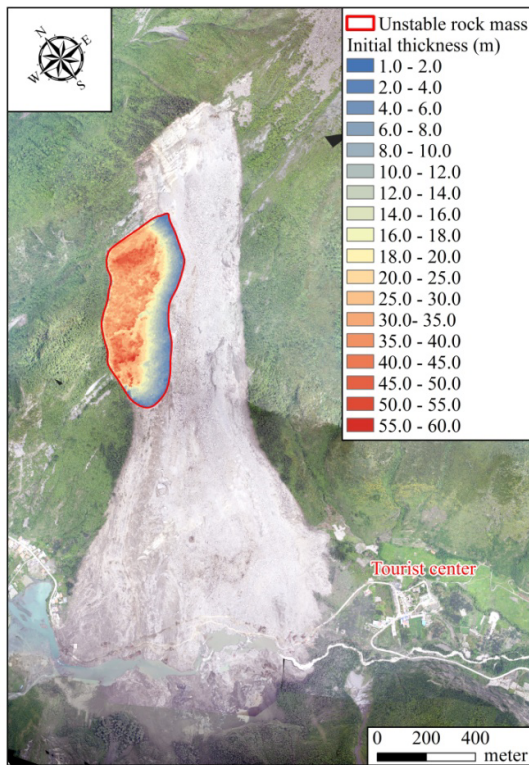 N
E
W
S
Unstable rock mass
Initial thickness (m)
1.0 - 2.0
2.0 - 4.0
4.0 - 6.0
6.0 - 8.0
8.0 - 10.0
10.0 - 12.0
12.0 - 14.0
14.0 - 16.0
16.0 - 18.0
18.0 - 20.0
20.0 - 25.0
25.0 - 30.0
30.0- 35.0
35.0 - 40.0
40.0 - 45.0
45.0 - 50.0
50.0 - 55.0
55.0 - 60.0
Tourist center
0 200 400
meter